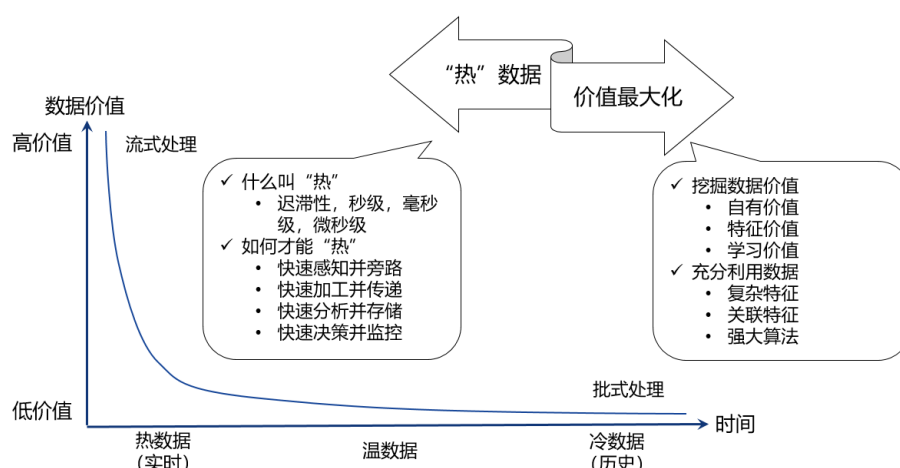 “热”数据
价值最大化
数据价值
高价值
流式处理
✓ 什么叫“热”
• 迟滞性，秒级，毫秒
级，微秒级
✓ 如何才能“热”
• 快速感知并旁路
• 快速加工并传递
• 快速分析并存储
• 快速决策并监控
✓ 挖掘数据价值
• 自有价值
• 特征价值
• 学习价值
✓ 充分利用数据
• 复杂特征
• 关联特征
• 强大算法
批式处理
低价值
时间
热数据
（实时）
温数据
冷数据
（历史）